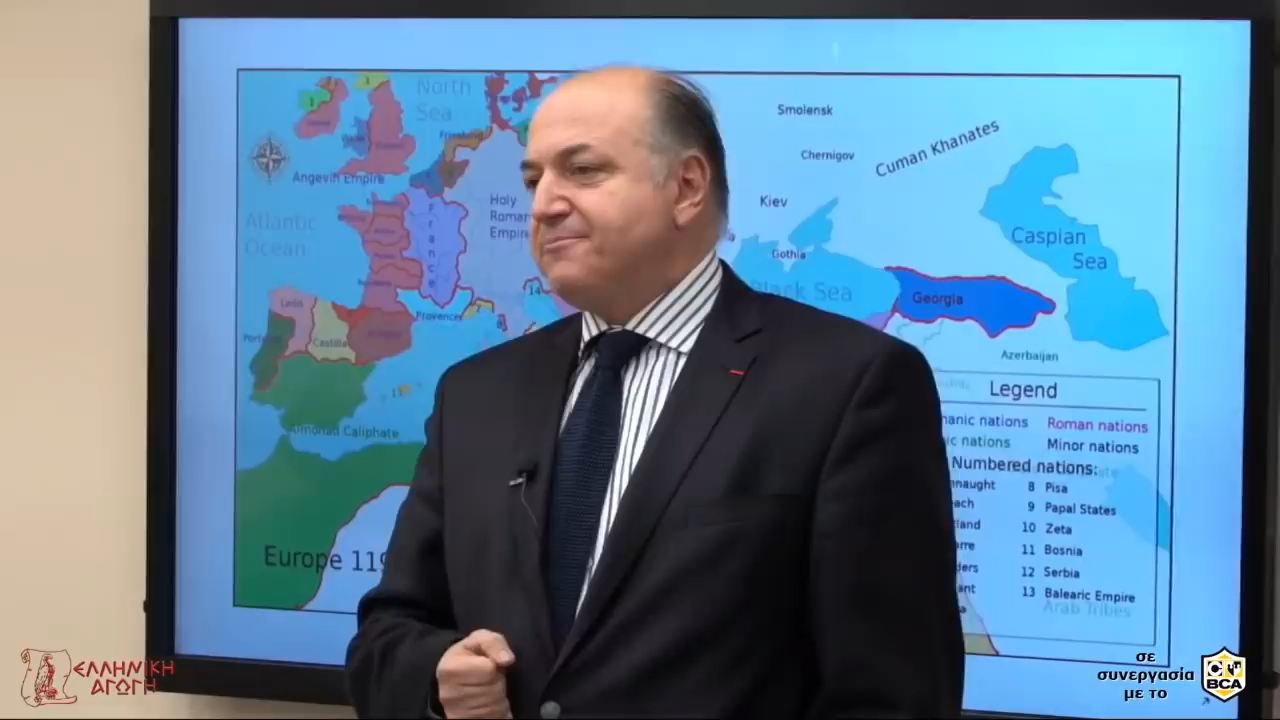 North
Sea
Smolensk
Chernigov
Cuman Khanates
Angevin Empire
Kiev
Holy
Roman
Empire
Atlantic
Ocean
France
Gothia
Caspian
Sea
Black Sea
14
Georgia
León
Provence
Castilla
Azerbaijan
Almohad Caliphate
Legend
Roman nations
Minor nations
Numbered nations:
8 Pisa
9 Papal States
10 Zeta
11 Bosnia
12 Serbia
13 Balearic Empire
Arab Tribes
Europe 119
ΕΛΛΗΝΙΚΗ
ΑΓΩΓΗ
σε
συνεργασία
με το
BCA